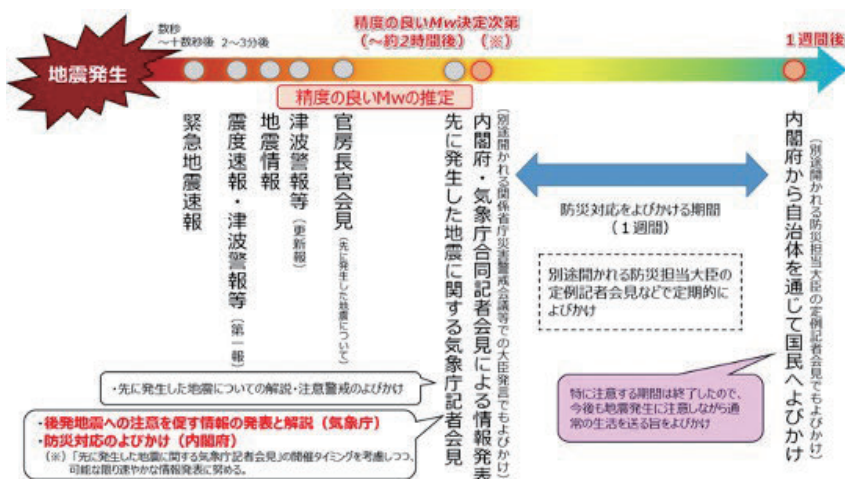 地震発生
数秒
～十数秒後
2～3分後
精度の良いMw決定次第
(～約2時間後) (※)
1週間後
精度の良いMwの推定
緊急地震速報
震度速報・津波警報等（第一報）
地震情報
津波警報等（更新報）
官房長官会見（先に発生した地震について）
先に発生した地震に関する気象庁記者会見
内閣府・気象庁合同記者会見による情報発表
（別途開かれる関係省庁災害警戒会議等での大臣発言でもよびかけ）
防災対応をよびかける期間
（1週間）
別途開かれる防災担当大臣の
定例記者会見などで定期的に
よびかけ
内閣府から自治体を通じて国民へよびかけ
（別途開かれる防災担当大臣の定例記者会見でもよびかけ）
・先に発生した地震についての解説・注意警戒のよびかけ
・後発地震への注意を促す情報の発表と解説（気象庁）
・防災対応のよびかけ（内閣府）
（※）「先に発生した地震に関する気象庁記者会見」の開催タイミングを考慮しつつ、
可能な限り速やかな情報発表に努める。
特に注意する期間は終了したので、
今後も地震発生に注意しながら通
常の生活を送る旨をよびかけ